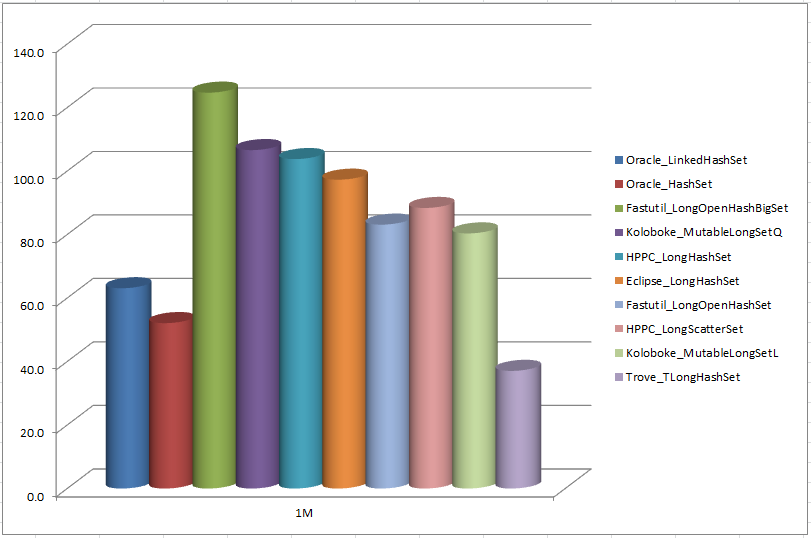 140.0
120.0
100.0
80.0
60.0
40.0
20.0
0.0
1M
Oracle_LinkedHashSet
Oracle_HashSet
Fastutil_LongOpenHashBigSet
Koloboke_MutableLongSetQ
HPPC_LongHashSet
Eclipse_LongHashSet
Fastutil_LongOpenHashSet
HPPC_LongScatterSet
Koloboke_MutableLongSetL
Trove_TLongHashSet